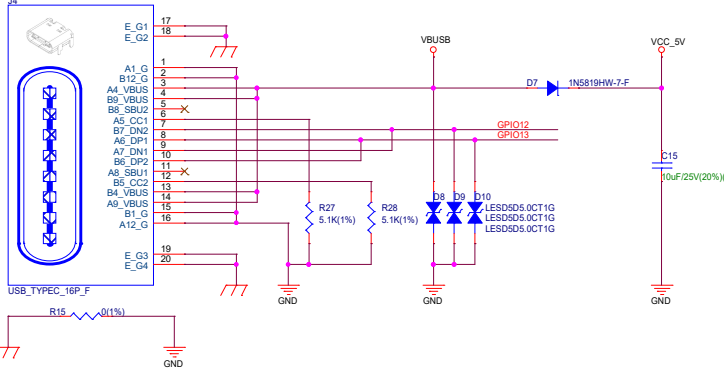 J4
E_G1 17
E_G2 18
A1_G 1
B12_G 2
A4_VBUS 3
B9_VBUS 4
B8_SBU2 5
A5_CC1 6
B7_DN2 7
A6_DP1 8
A7_DN1 9
B6_DP2 10
A8_SBU1 11
B5_CC2 12
B4_VBUS 13
A9_VBUS 14
B1_G 15
A12_G 16
E_G3 19
E_G4 20
USB_TYPEC_16P_F
VBUSB
VCC_5V
D7 1N5819HW-7-F
GPIO12
GPIO13
C15
10uF/25V(20%)(
R27
5.1K(1%)
R28
5.1K(1%)
D8 D9 D10
LESD5D5.0CT1G
LESD5D5.0CT1G
LESD5D5.0CT1G
GND
GND
GND
R15 0(1%)
GND